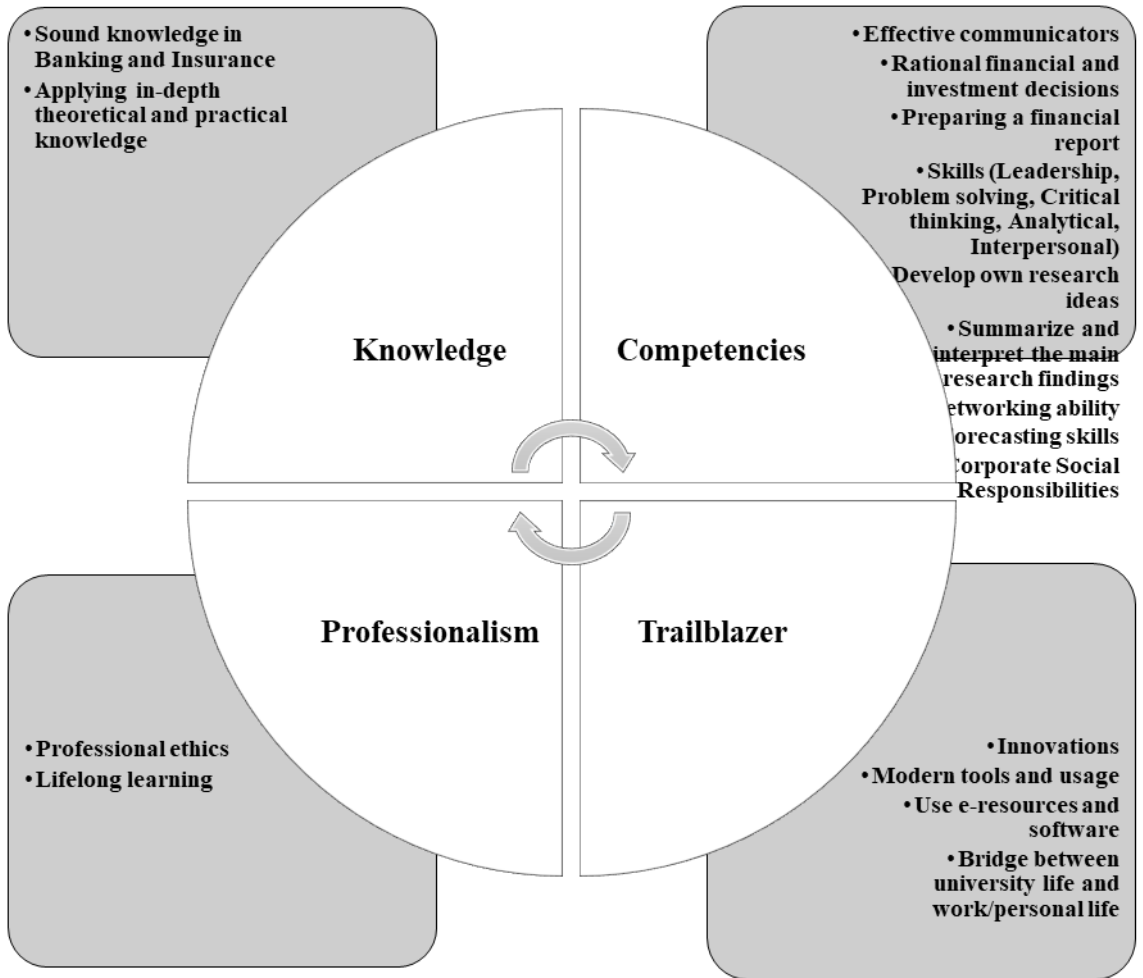 •Sound knowledge in
Banking and Insurance
•Applying in-depth
theoretical and practical
knowledge
•Effective communicators
•Rational financial and
investment decisions
•Preparing a financial
report
•Skills (Leadership,
Problem solving, Critical
thinking, Analytical,
Interpersonal)
Develop own research
ideas
•Summarize and
interpret the main
research findings
ability
skills
Social
Responsibilities
Knowledge
Competencies
Professionalism
Trailblazer
•Professional ethics
•Lifelong learning
•Innovations
•Modern tools and usage
•Use e-resources and
software
•Bridge between
university life and
work/personal life